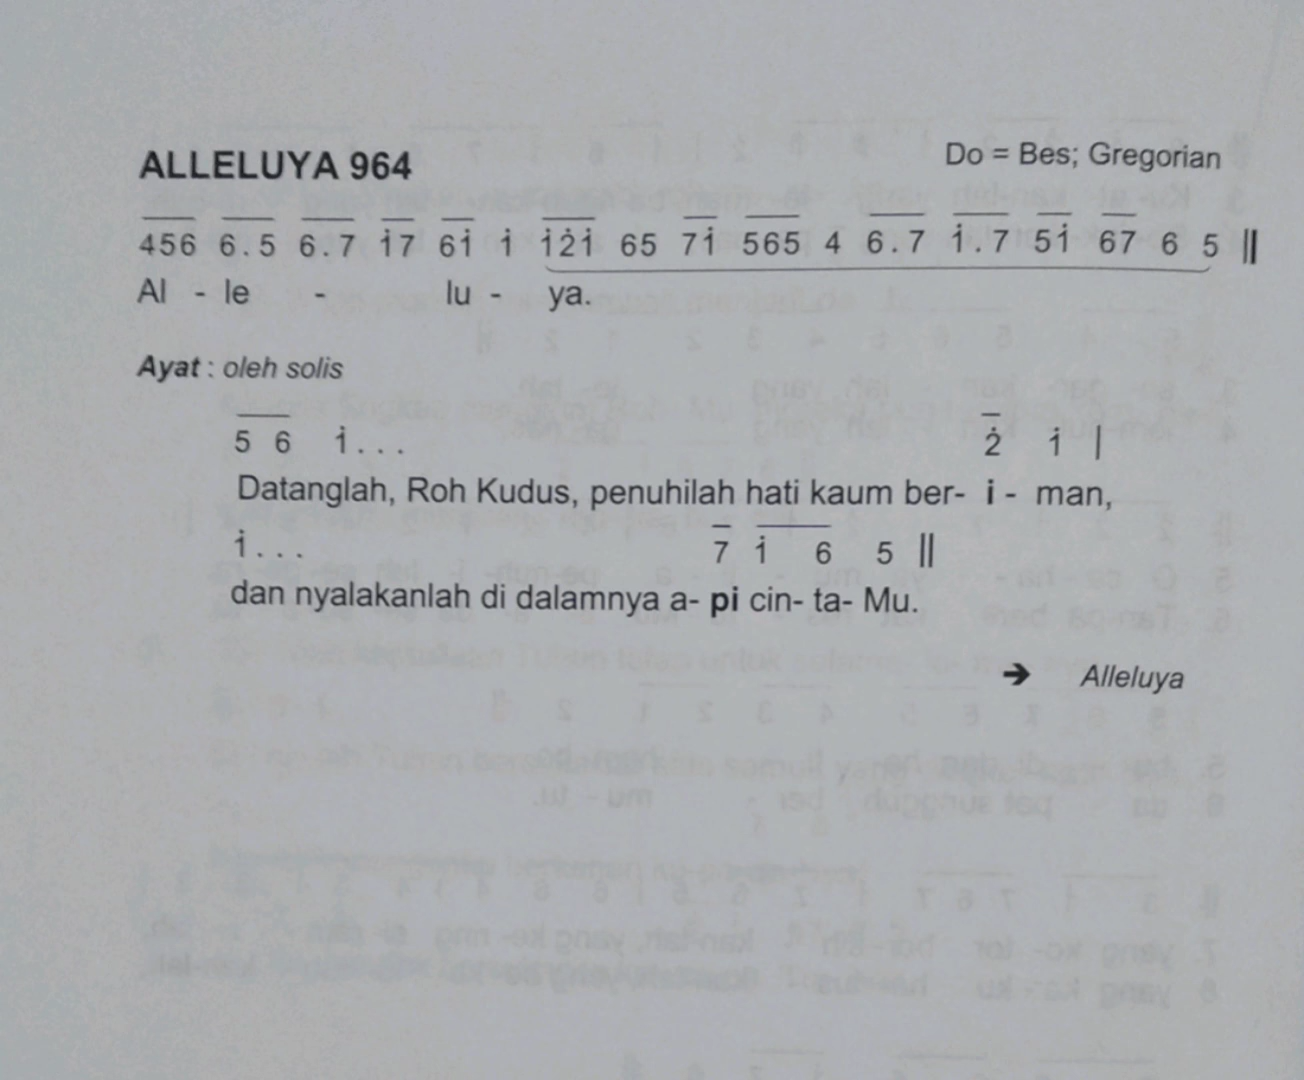 ALLELUYA 964 Do = Bes; Gregorian
456 6.5 6.7 i̇7 6i̇ i̇ i̇2̇i̇ 65 7i̇ 565 4 6.7 i̇.7 5i̇ 67 6 5 ||
Al - le - lu - ya.
Ayat : oleh solis
5 6 i̇... 2̇ i̇ |
Datanglah, Roh Kudus, penuhilah hati kaum ber- i - man,
i̇... 7 i̇ 6 5 ||
dan nyalakanlah di dalamnya a- pi cin- ta- Mu.
➔ Alleluya